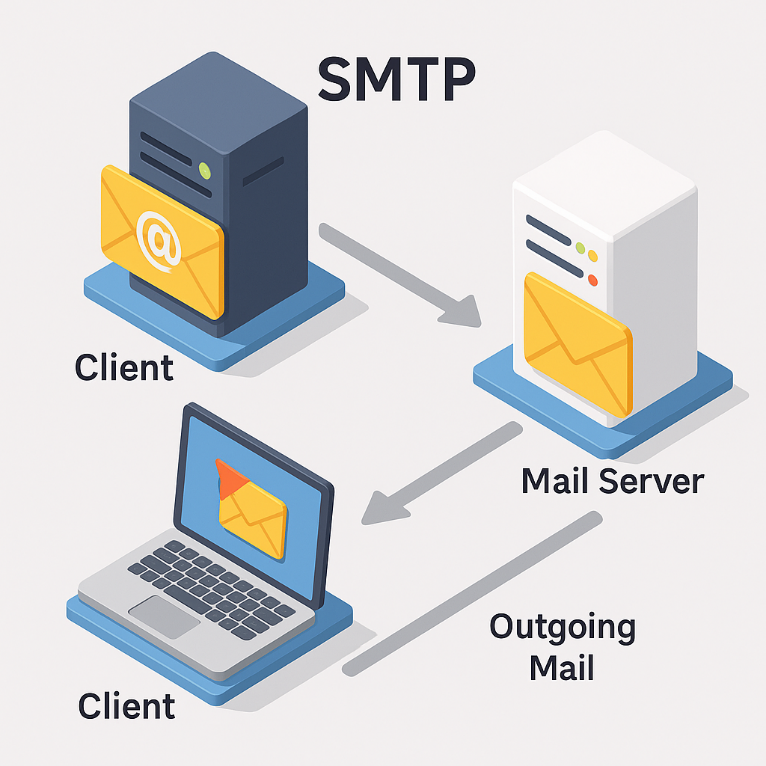 SMTP
@
Client
Mail Server
Outgoing
Mail
Client